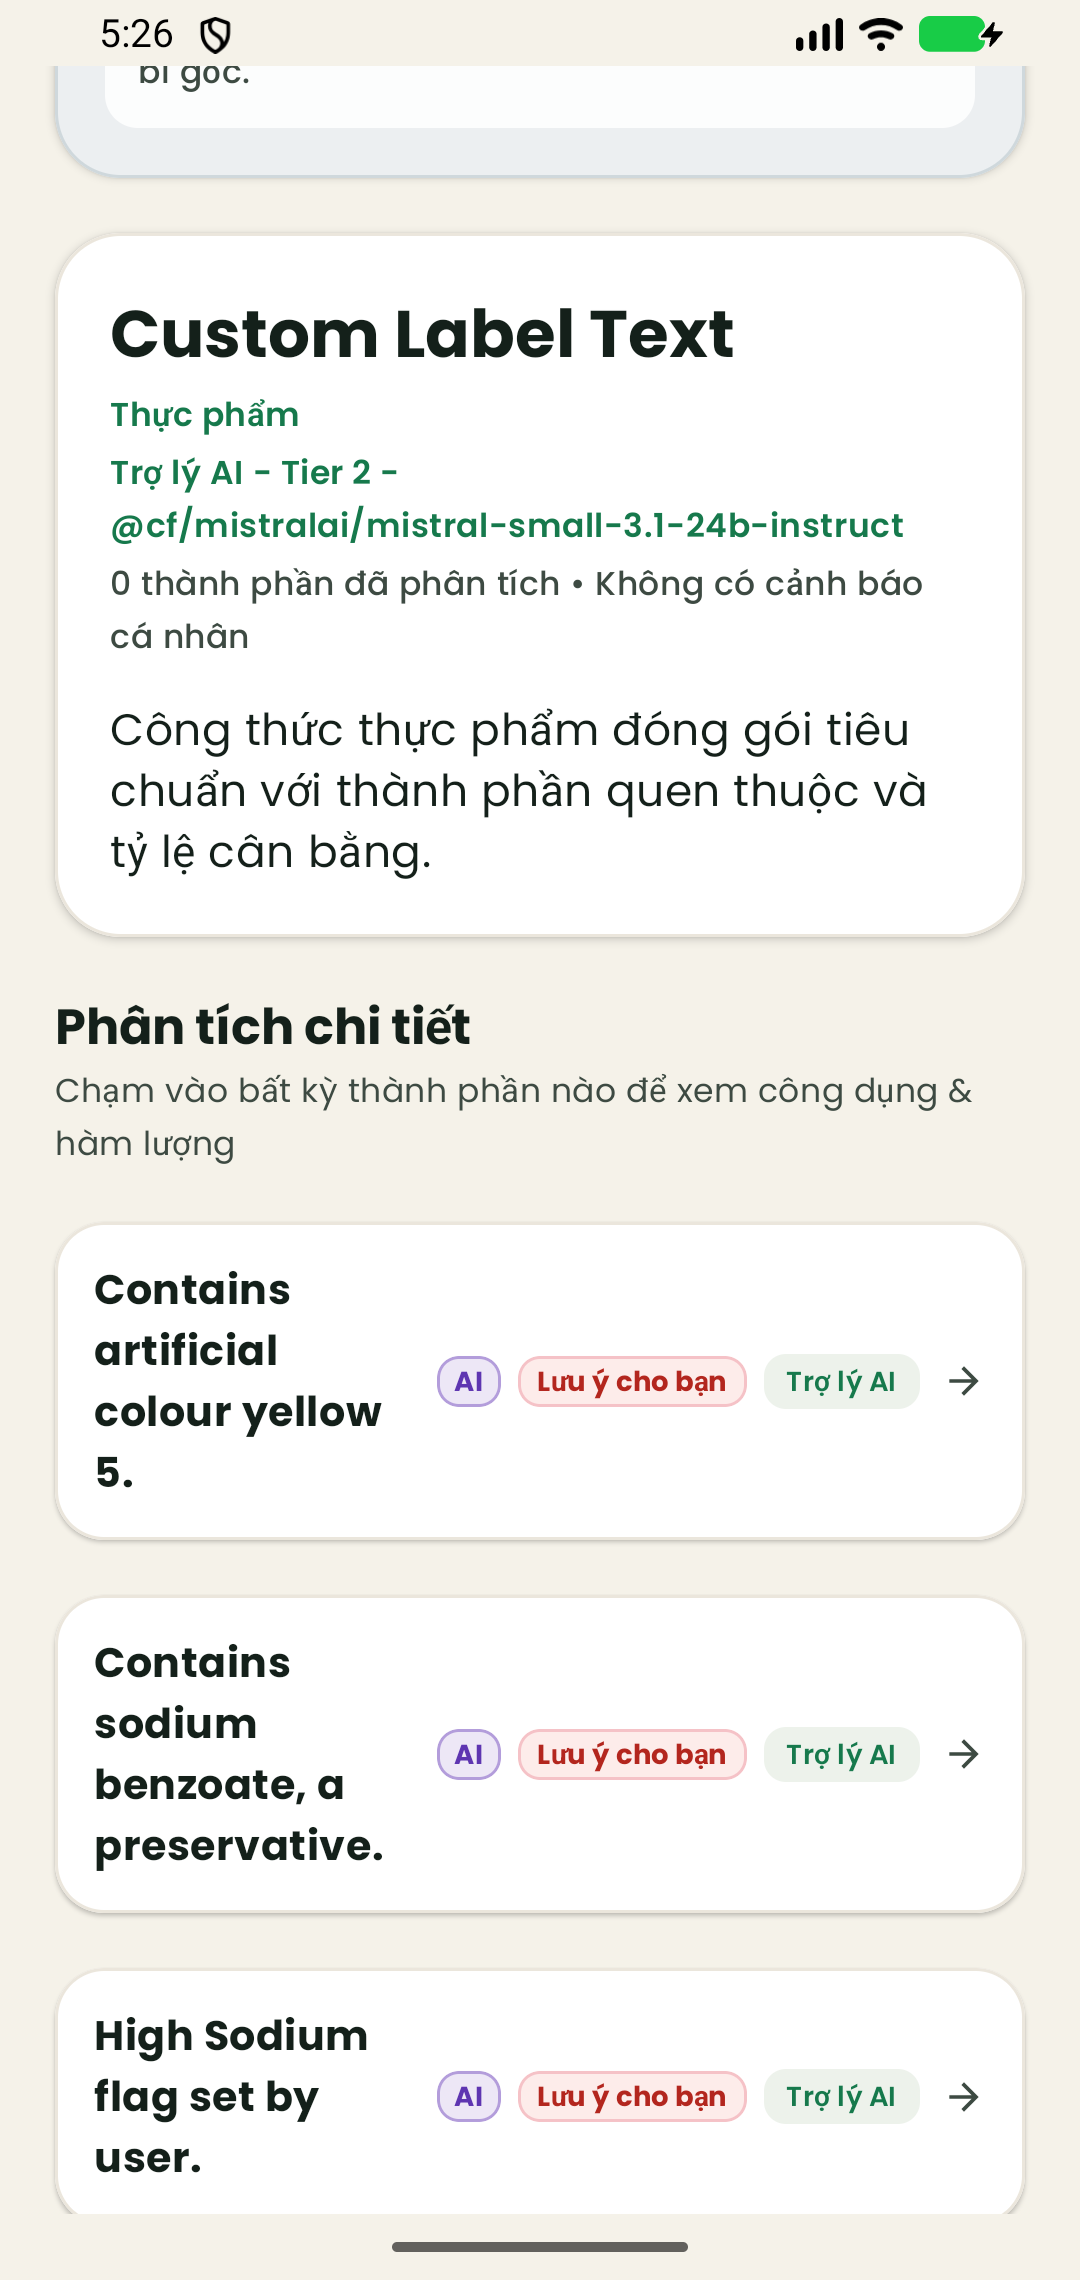 5:26
bì gốc.
Custom Label Text
Thực phẩm
Trợ lý AI - Tier 2 -
@cf/mistralai/mistral-small-3.1-24b-instruct
0 thành phần đã phân tích • Không có cảnh báo
cá nhân
Công thức thực phẩm đóng gói tiêu
chuẩn với thành phần quen thuộc và
tỷ lệ cân bằng.
Phân tích chi tiết
Chạm vào bất kỳ thành phần nào để xem công dụng &
hàm lượng
Contains
artificial
colour yellow
5.
AI
Lưu ý cho bạn
Trợ lý AI
Contains
sodium
benzoate, a
preservative.
AI
Lưu ý cho bạn
Trợ lý AI
High Sodium
flag set by
user.
AI
Lưu ý cho bạn
Trợ lý AI